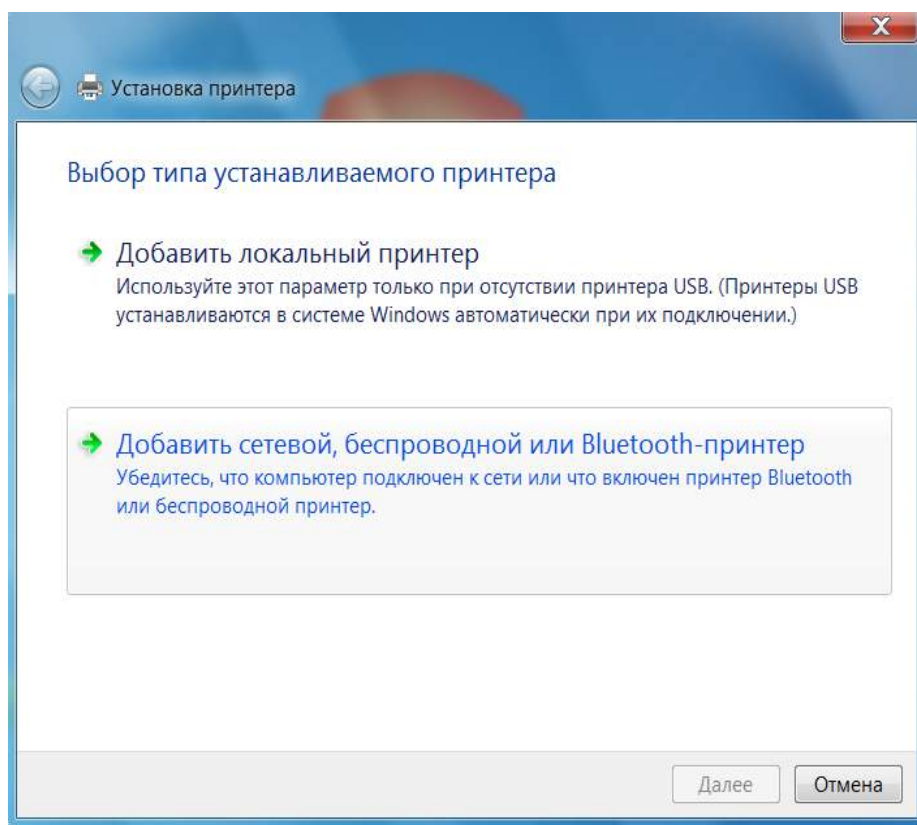 X
Установка принтера
Выбор типа устанавливаемого принтера
Добавить локальный принтер
Используйте этот параметр только при отсутствии принтера USB. (Принтеры USB
устанавливаются в системе Windows автоматически при их подключении.)
Добавить сетевой, беспроводной или Bluetooth-принтер
Убедитесь, что компьютер подключен к сети или что включен принтер Bluetooth
или беспроводной принтер.
Далее
Отмена